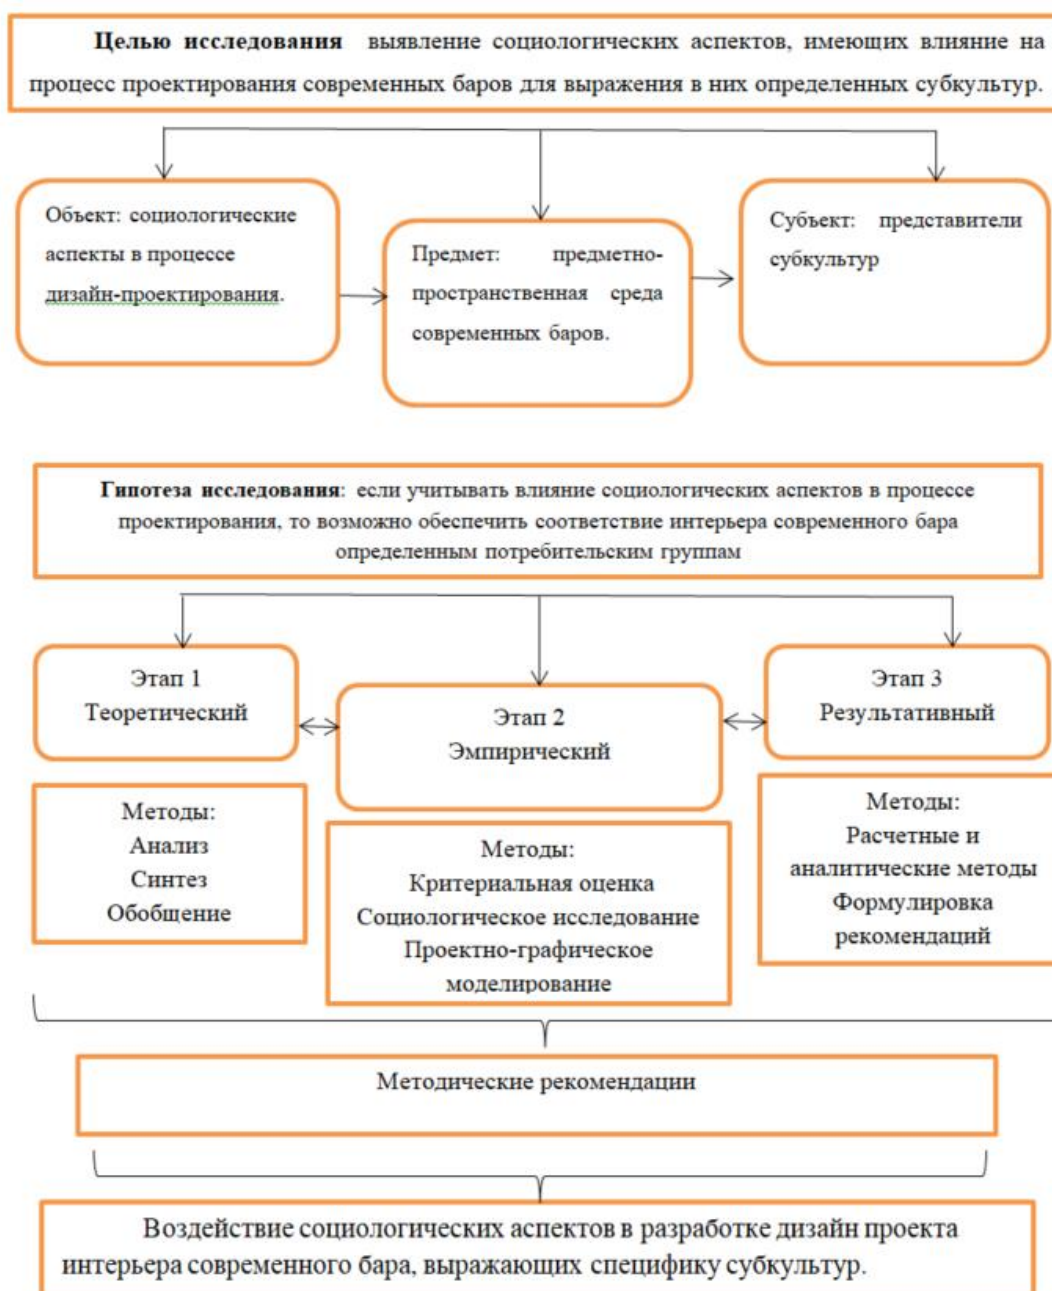 Целью исследования выявление социологических аспектов, имеющих влияние на
процесс проектирования современных баров для выражения в них определенных субкультур.
Объект: социологические
аспекты в процессе
дизайн-проектирования.
Предмет: предметно-
пространственная среда
современных баров.
Субъект: представители
субкультур
Гипотеза исследования: если учитывать влияние социологических аспектов в процессе
проектирования, то возможно обеспечить соответствие интерьера современного бара
определенным потребительским группам
Этап 1
Теоретический
Этап 2
Эмпирический
Этап 3
Результативный
Методы:
Анализ
Синтез
Обобщение
Методы:
Критериальная оценка
Социологическое исследование
Проектно-графическое
моделирование
Методы:
Расчетные и
аналитические методы
Формулировка
рекомендаций
Методические рекомендации
Воздействие социологических аспектов в разработке дизайн проекта
интерьера современного бара, выражающих специфику субкультур.